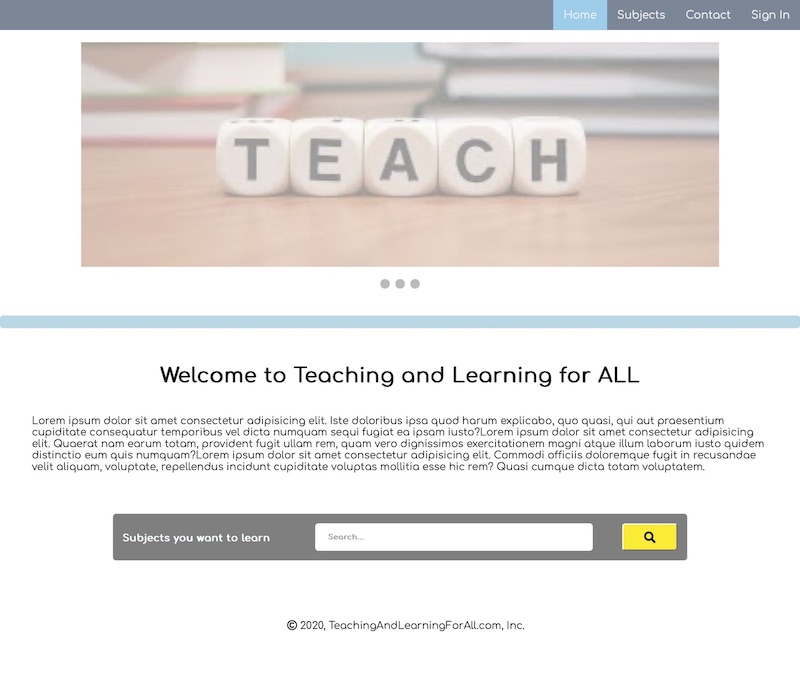 Home Subjects Contact Sign In
TEACH
Welcome to Teaching and Learning for ALL
Lorem ipsum dolor sit amet consectetur adipisicing elit. Iste doloribus ipsa quod harum explicabo, quo quasi, qui aut praesentium
cupiditate consequatur temporibus vel dicta numquam sequi fugiat ea ipsam iusto?Lorem ipsum dolor sit amet consectetur adipisicing
elit. Quaerat nam earum totam, provident fugit ullam rem, quam vero dignissimos exercitationem magni atque illum laborum iusto quidem
distinctio eum quis numquam?Lorem ipsum dolor sit amet consectetur adipisicing elit. Commodi officiis doloremque fugit in recusandae
velit aliquam, voluptate, repellendus incidunt cupiditate voluptas mollitia esse hic rem? Quasi cumque dicta totam voluptatem.
Subjects you want to learn Search...
© 2020, TeachingAndLearningForAll.com, Inc.